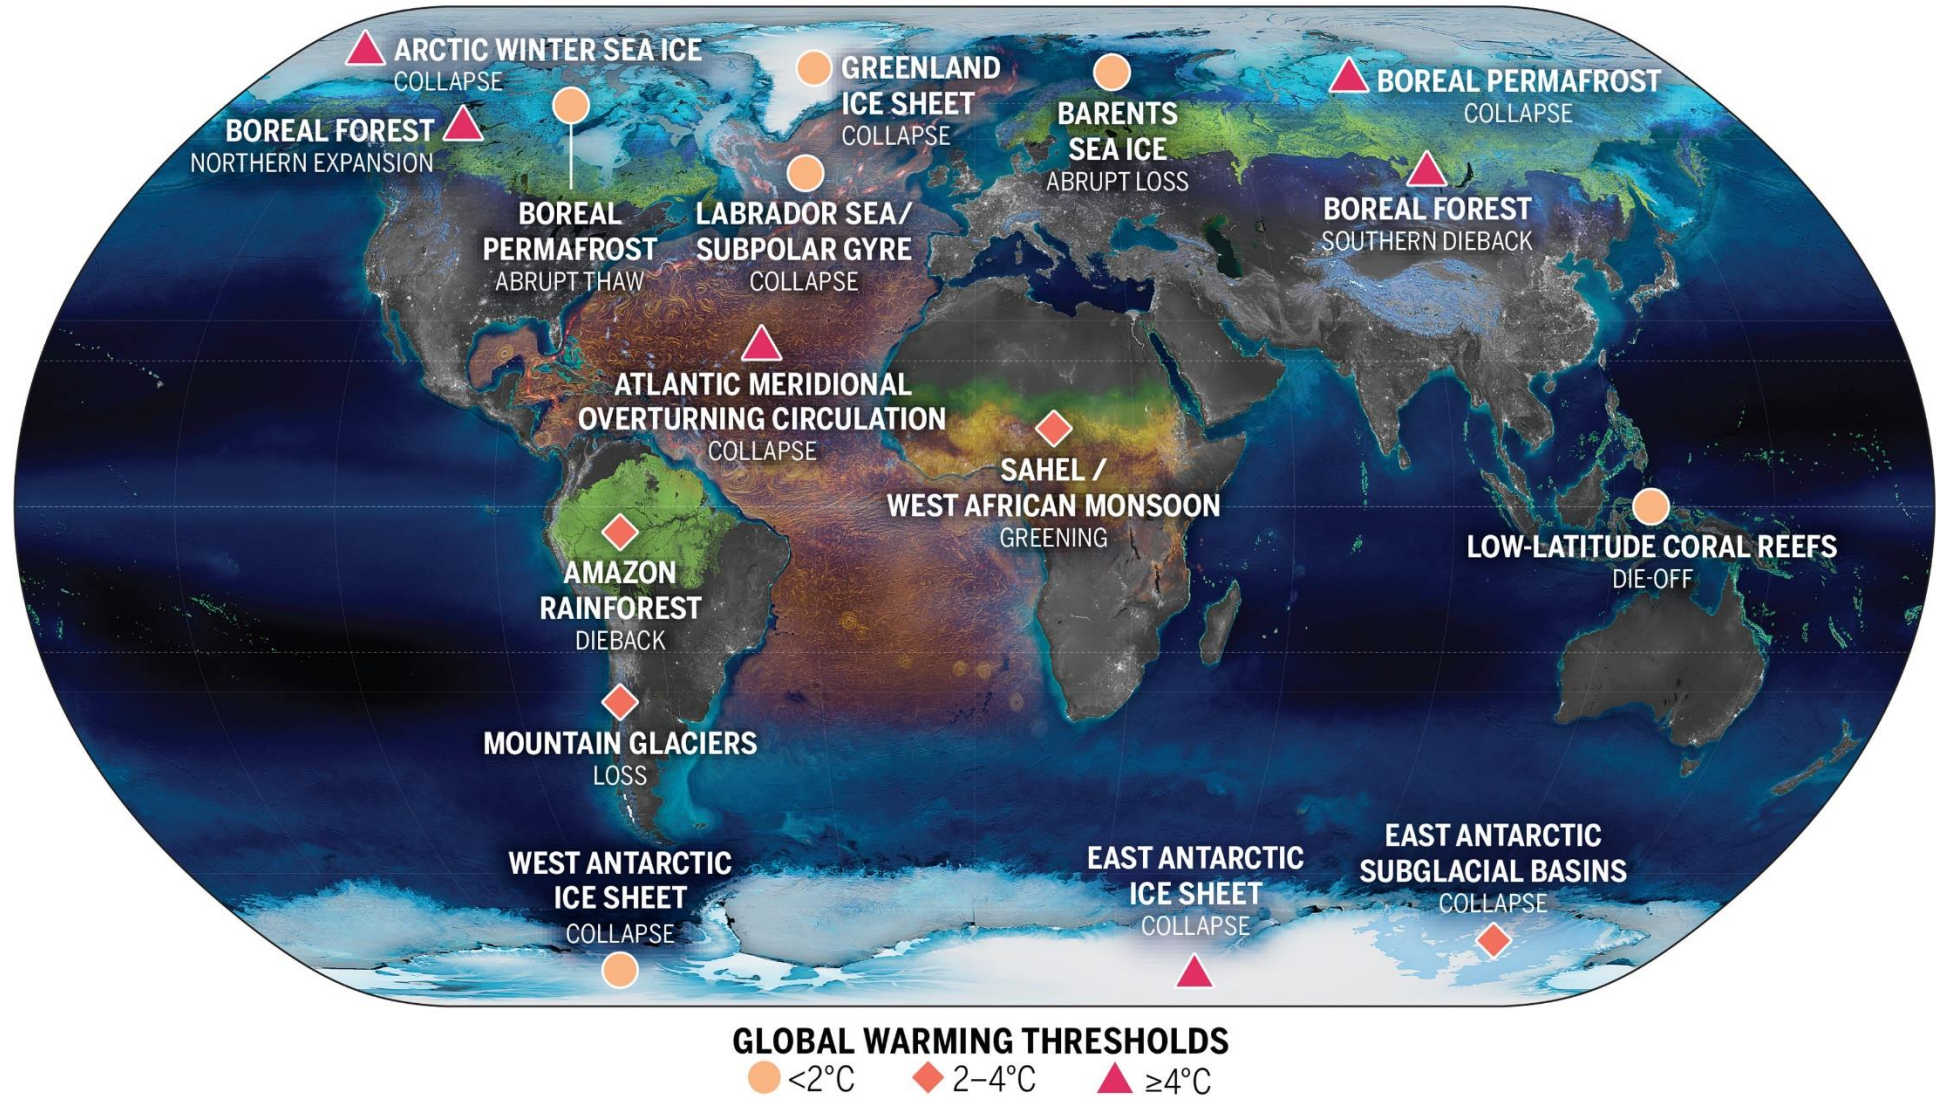 ARCTIC WINTER SEA ICE
COLLAPSE
BOREAL FOREST
NORTHERN EXPANSION
BOREAL
PERMAFROST
ABRUPT THAW
GREENLAND
ICE SHEET
COLLAPSE
LABRADOR SEA/
SUBPOLAR GYRE
COLLAPSE
BARENTS
SEA ICE
ABRUPT LOSS
BOREAL PERMAFROST
COLLAPSE
BOREAL FOREST
SOUTHERN DIEBACK
ATLANTIC MERIDIONAL
OVERTURNING CIRCULATION
COLLAPSE
SAHEL /
WEST AFRICAN MONSOON
GREENING
LOW-LATITUDE CORAL REEFS
DIE-OFF
AMAZON
RAINFOREST
DIEBACK
MOUNTAIN GLACIERS
LOSS
WEST ANTARCTIC
ICE SHEET
COLLAPSE
EAST ANTARCTIC
ICE SHEET
COLLAPSE
EAST ANTARCTIC
SUBGLACIAL BASINS
COLLAPSE
GLOBAL WARMING THRESHOLDS
<2°C 2–4°C ≥4°C